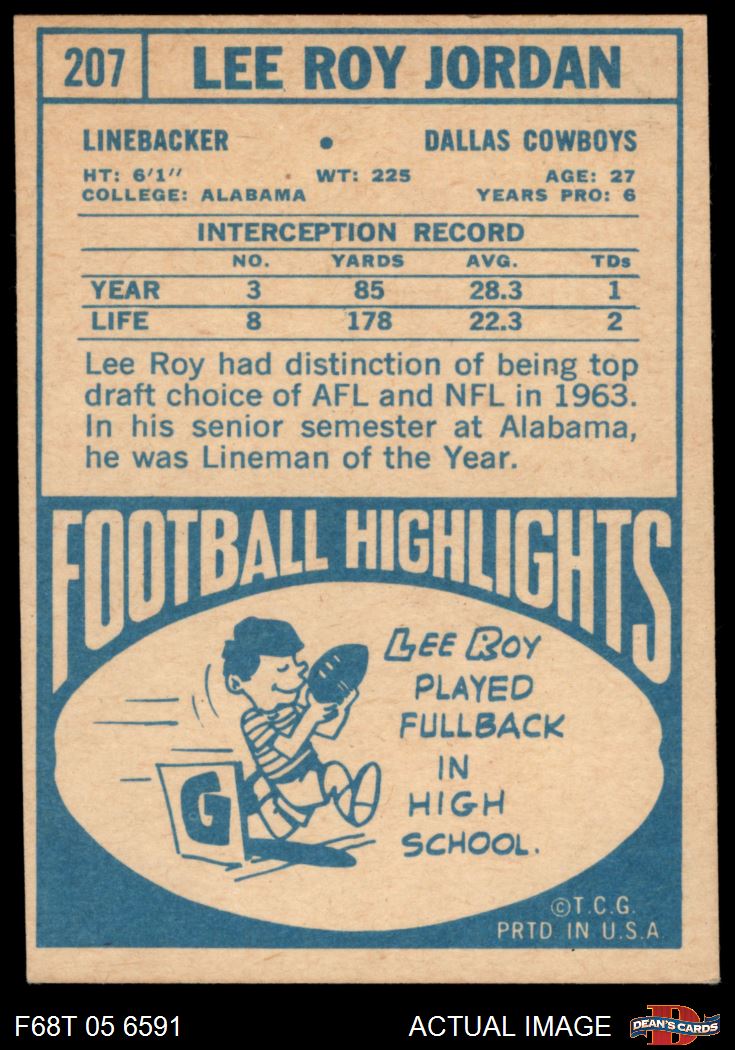 207 LEE ROY JORDAN
LINEBACKER • DALLAS COWBOYS
HT: 6'1" WT: 225 AGE: 27
COLLEGE: ALABAMA YEARS PRO: 6
INTERCEPTION RECORD
NO. YARDS AVG. TDs
YEAR 3 85 28.3 1
LIFE 8 178 22.3 2
Lee Roy had distinction of being top
draft choice of AFL and NFL in 1963.
In his senior semester at Alabama,
he was Lineman of the Year.
FOOTBALL HIGHLIGHTS
LEE ROY
PLAYED
FULLBACK
IN
HIGH
SCHOOL.
G
©T.C.G.
PRTD IN U.S.A
F68T 05 6591 ACTUAL IMAGE D DEAN'S CARDS